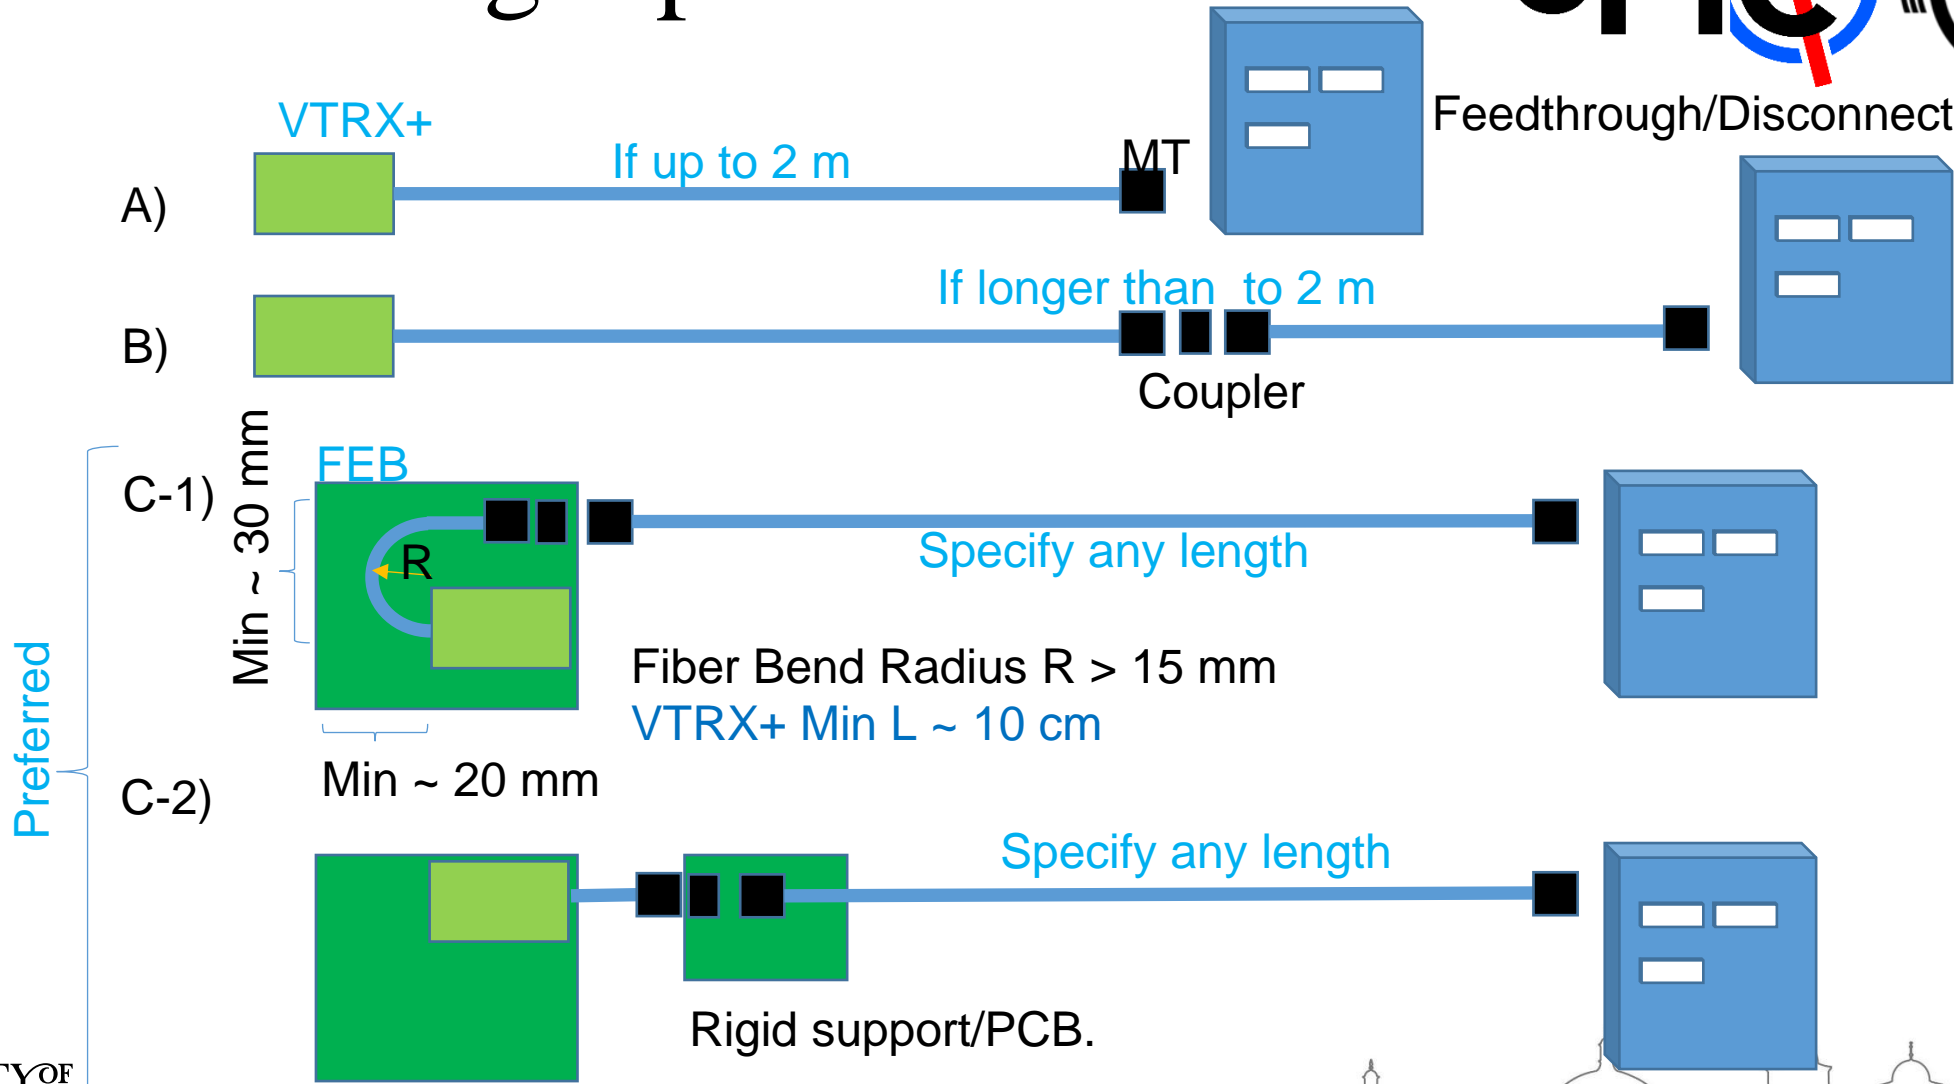 Feedthrough/Disconnect
VTRX+
If up to 2 m
MT
A)
If longer than to 2 m
B)
Coupler
Preferred
C-1)
Min ~ 30 mm
FEB
R
Specify any length
Fiber Bend Radius R > 15 mm
VTRX+ Min L ~ 10 cm
Min ~ 20 mm
C-2)
Specify any length
Rigid support/PCB.
OF